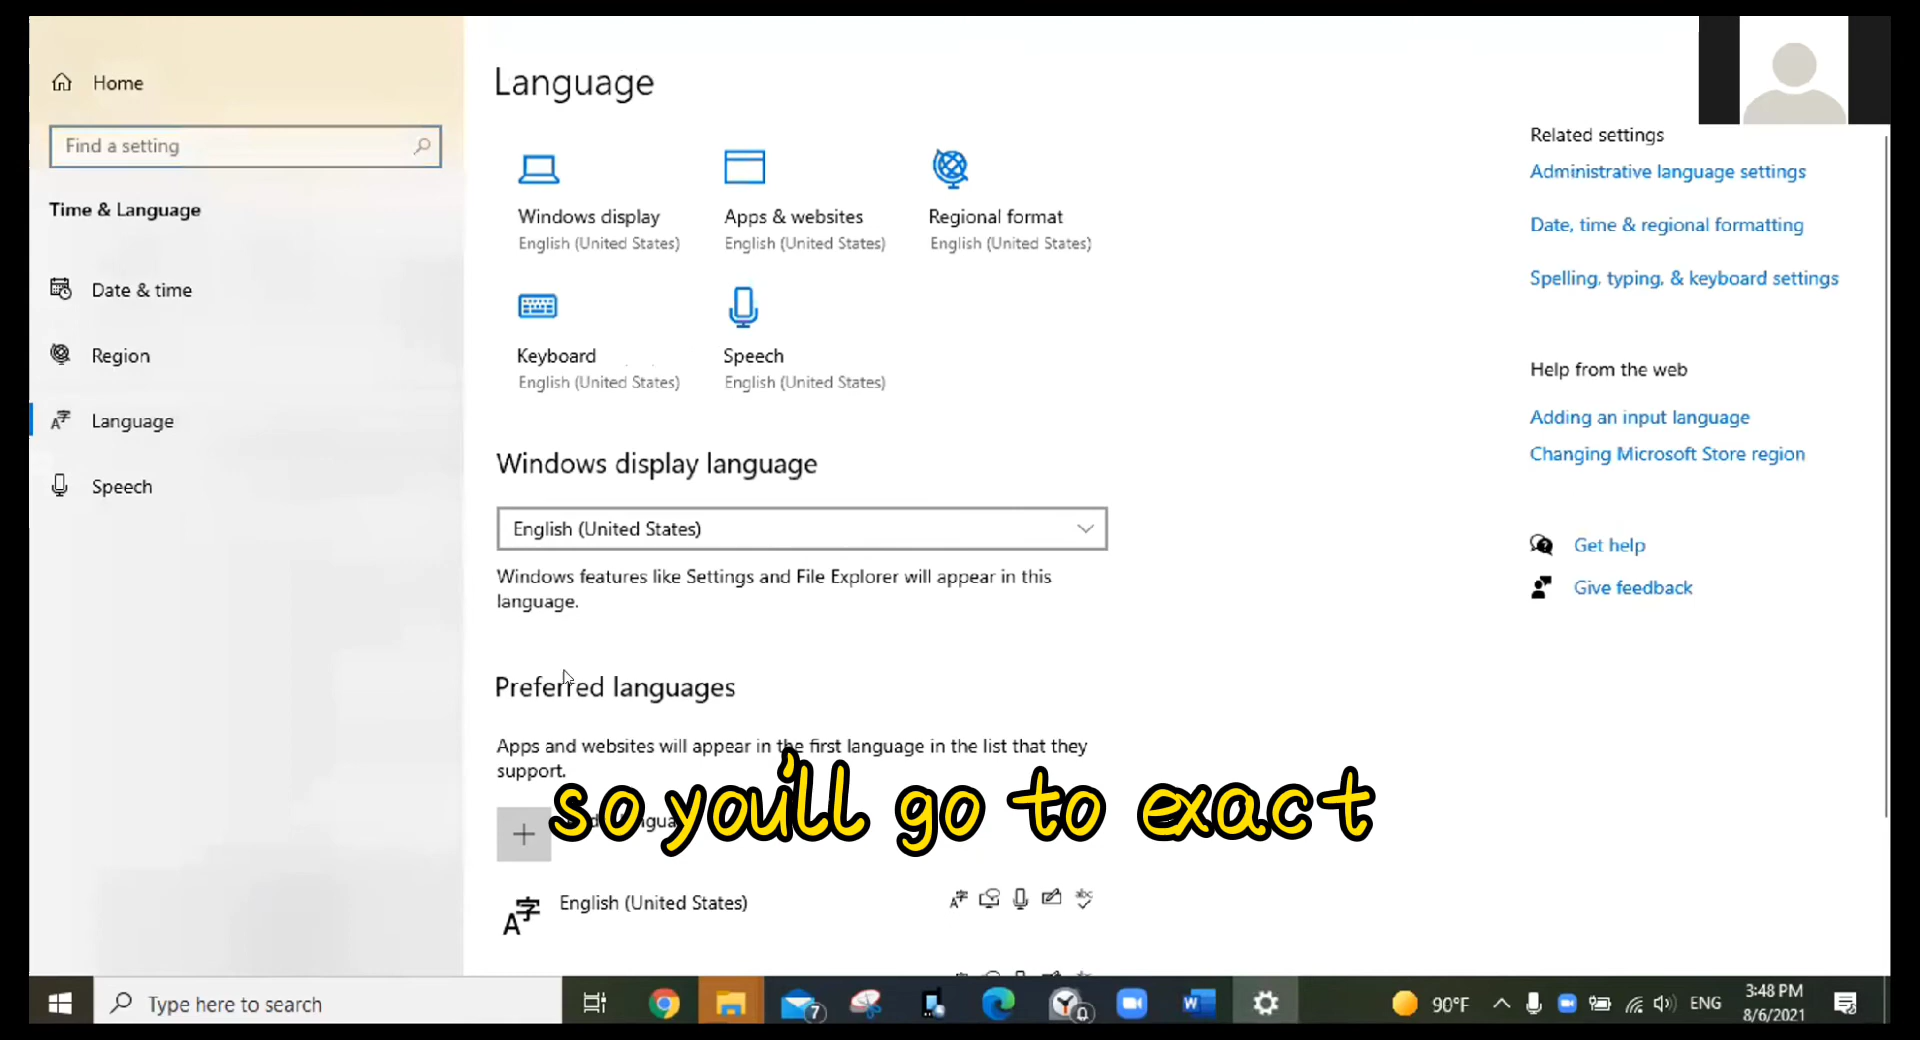 Home
Find a setting
Time & Language
Date & time
Region
Language
Speech
Language
Windows display
English (United States)
Apps & websites
English (United States)
Regional format
English (United States)
Keyboard
English (United States)
Speech
English (United States)
Windows display language
English (United States)
Windows features like Settings and File Explorer will appear in this
language.
Preferred languages
Apps and websites will appear in the first language in the list that they
support.
so you'll go to exact
English (United States)
Related settings
Administrative language settings
Date, time & regional formatting
Spelling, typing, & keyboard settings
Help from the web
Adding an input language
Changing Microsoft Store region
Get help
Give feedback
Type here to search
7
90°F
ENG
3:48 PM
8/6/2021